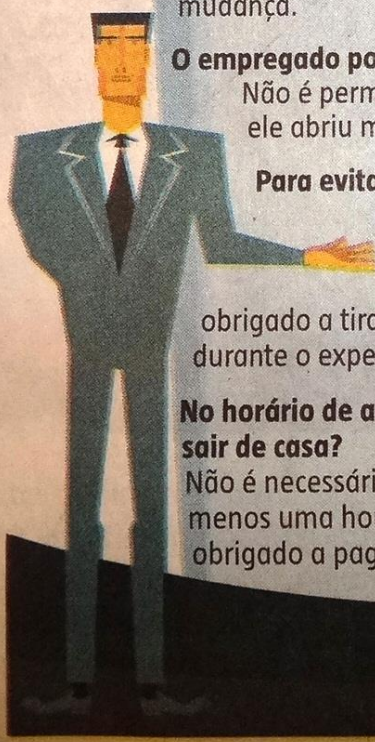 mudança.
O empregado po
Não é perm
ele abriu m
Para evita
obrigado a tira
durante o expe
No horário de a
sair de casa?
Não é necessári
menos uma ho
obrigado a pag